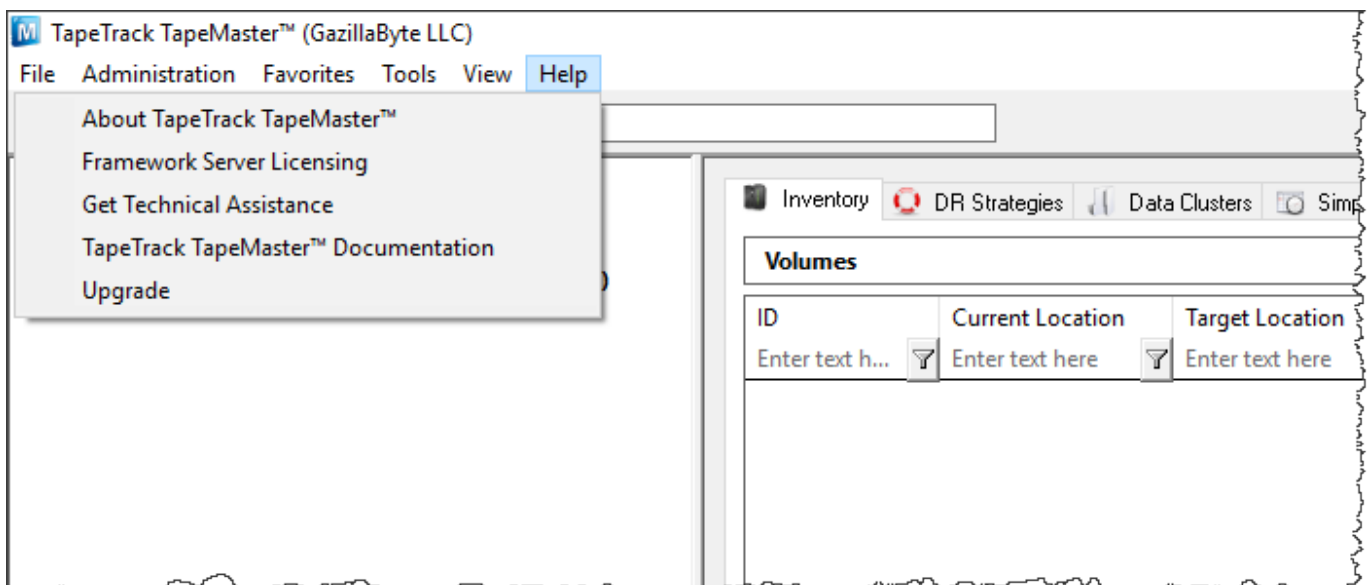 TapeTrack TapeMaster™ (GazillaByte LLC)
File Administration Favorites Tools View Help
About TapeTrack TapeMaster™
Framework Server Licensing
Get Technical Assistance
TapeTrack TapeMaster™ Documentation
Upgrade
Inventory DR Strategies Data Clusters
Volumes
ID Current Location Target Location
Enter text h... Enter text here Enter text here